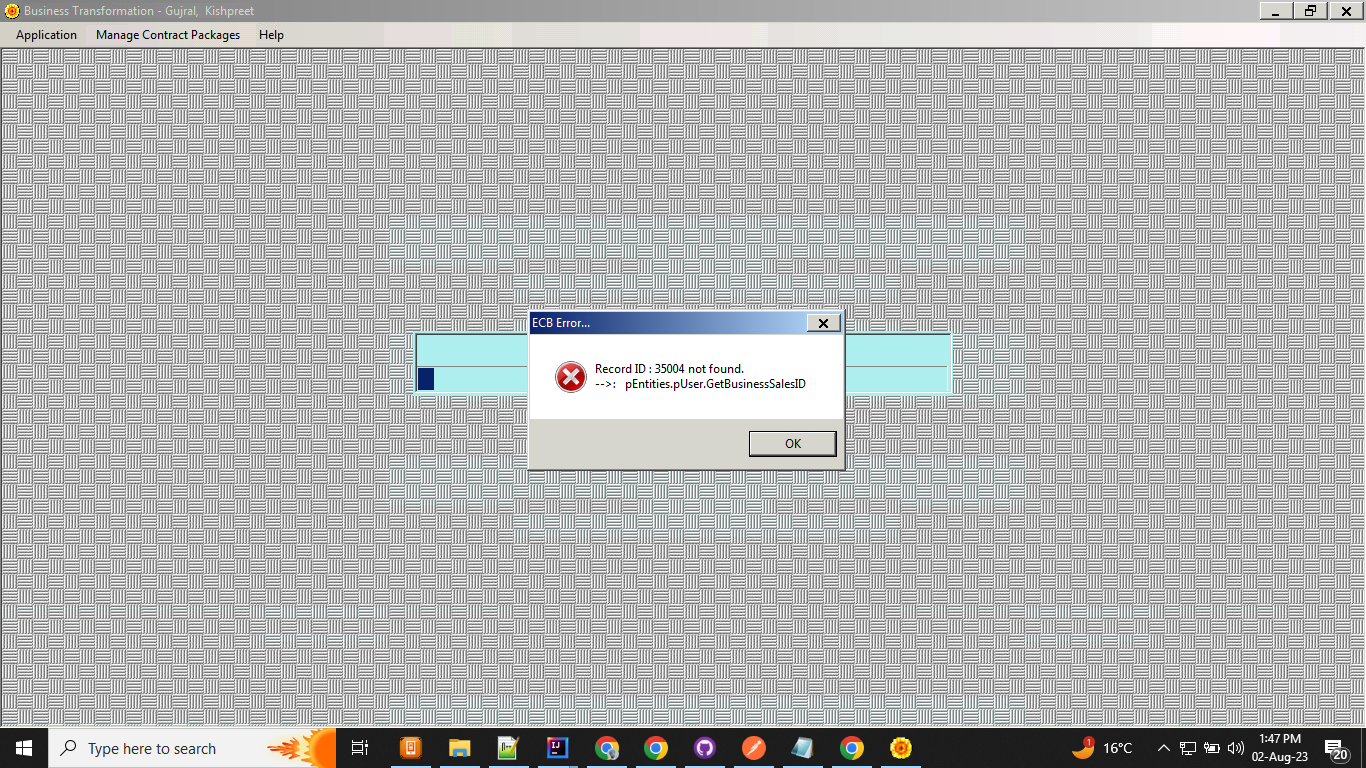 Business Transformation - Gujral,  Kishpreet
Application Manage Contract Packages Help
ECB Error...
Record ID : 35004 not found.
-->:   pEntities.pUser.GetBusinessSalesID
OK
Type here to search
IJ
1
16°C
1:47 PM
02-Aug-23
20